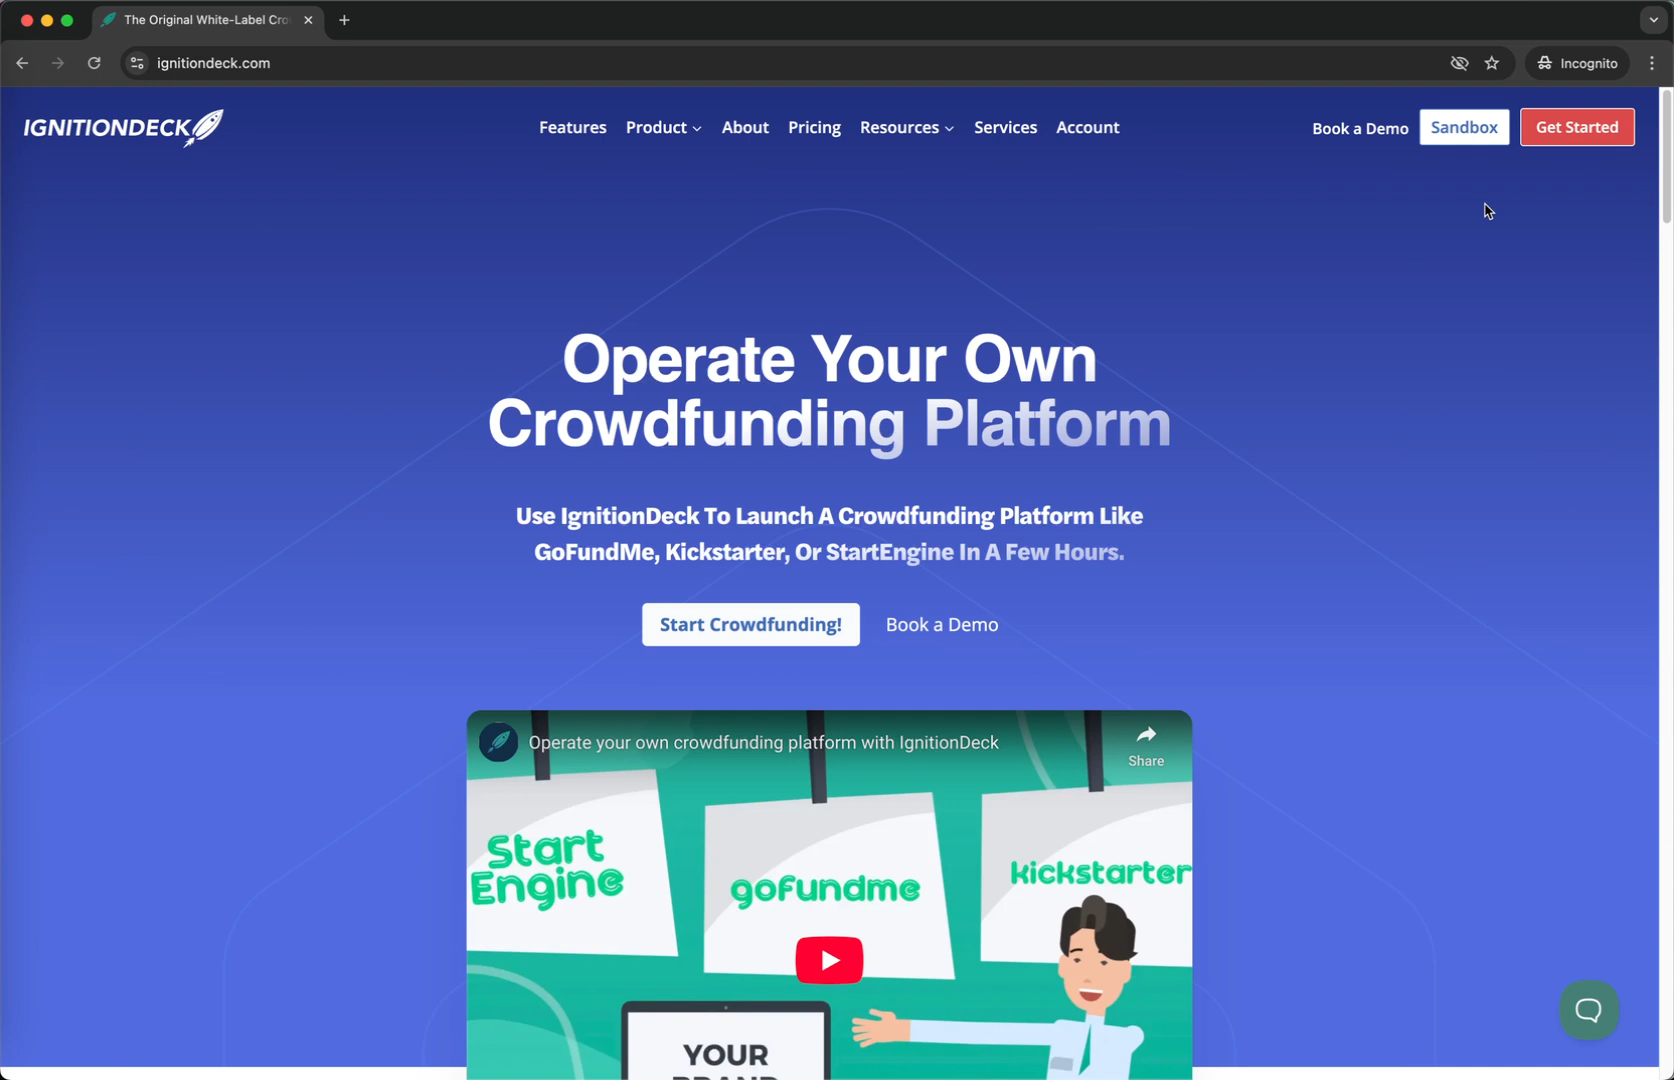 The Original White-Label Cro
ignitiondeck.com
Incognito
IGNITIONDECK
Features
Product
About
Pricing
Resources
Services
Account
Book a Demo
Sandbox
Get Started
Operate Your Own
Crowdfunding Platform
Use IgnitionDeck To Launch A Crowdfunding Platform Like
GoFundMe, Kickstarter, Or StartEngine In A Few Hours.
Start Crowdfunding!
Book a Demo
Operate your own crowdfunding platform with IgnitionDeck
Share
Start
Engine
gofundme
kickstarter
YOUR
BRAND